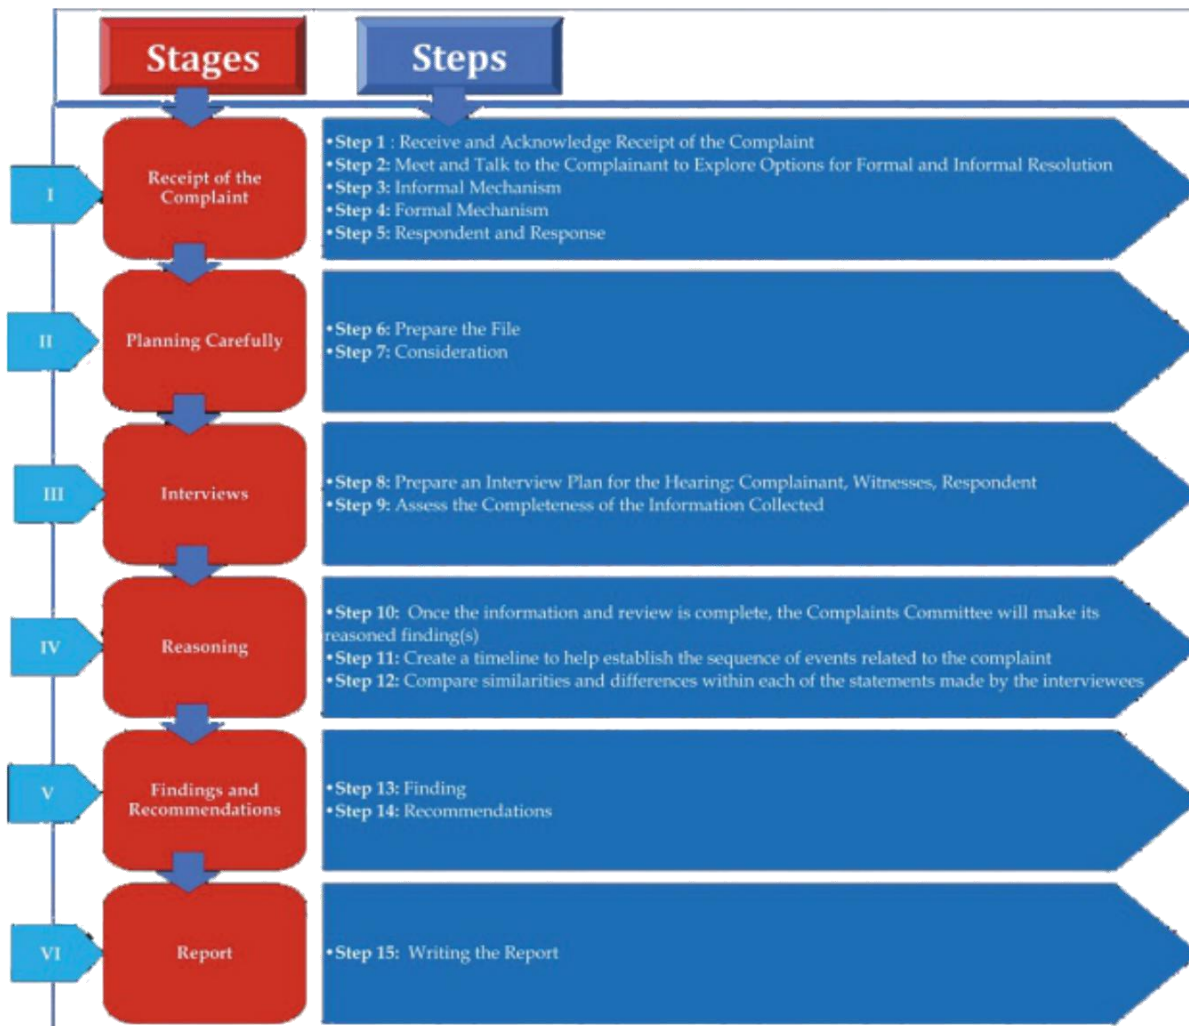 Stages
Steps
I
Receipt of the
Complaint
•Step 1 : Receive and Acknowledge Receipt of the Complaint
•Step 2: Meet and Talk to the Complainant to Explore Options for Formal and Informal Resolution
•Step 3: Informal Mechanism
•Step 4: Formal Mechanism
•Step 5: Respondent and Response
II
Planning Carefully
•Step 6: Prepare the File
•Step 7: Consideration
III
Interviews
•Step 8: Prepare an Interview Plan for the Hearing: Complainant, Witnesses, Respondent
•Step 9: Assess the Completeness of the Information Collected
IV
Reasoning
•Step 10:  Once the information and review is complete, the Complaints Committee will make its
reasoned finding(s)
•Step 11: Create a timeline to help establish the sequence of events related to the complaint
•Step 12: Compare similarities and differences within each of the statements made by the interviewees
V
Findings and
Recommendations
•Step 13: Finding
•Step 14: Recommendations
VI
Report
•Step 15:  Writing the Report